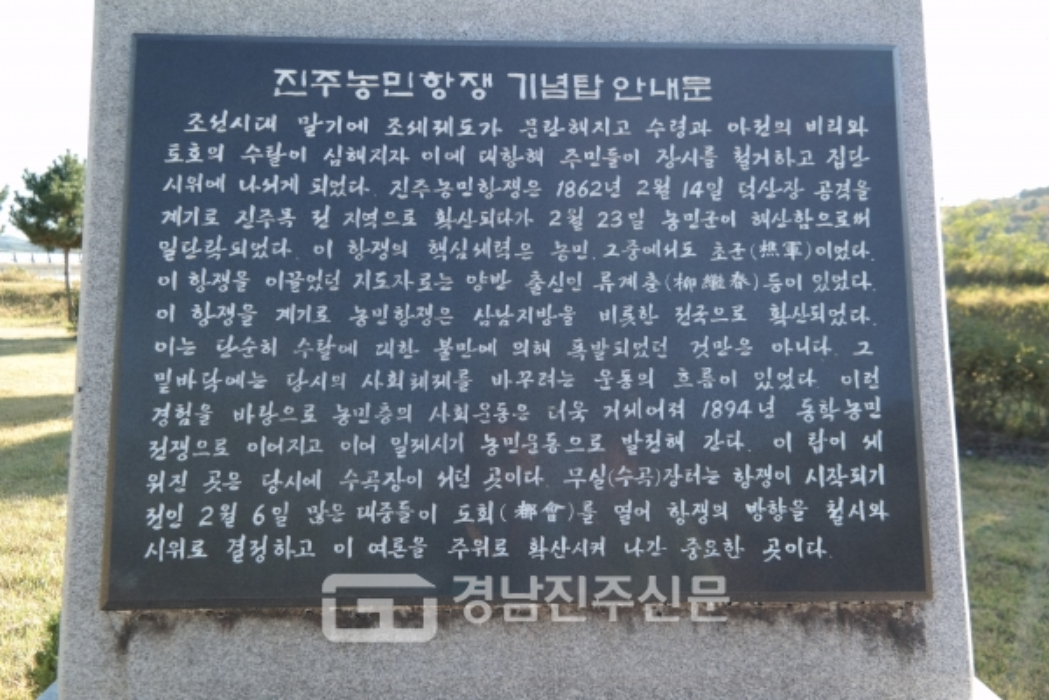 진주농민항쟁 기념탑 안내문
조선시대 말기에 조세제도가 문란해지고 수령과 아전의 비리와
토호의 수탈이 심해지자 이에 대항해 주민들이 장시를 철거하고 집단
시위에 나서게 되었다. 진주농민항쟁은 1862년 2월 14일 덕산장 공격을
계기로 진주목 전 지역으로 확산되다가 2월 23일 농민군이 해산함으로써
일단락되었다. 이 항쟁의 핵심세력은 농민, 그중에서도 초군(樵軍)이었다.
이 항쟁을 이끌었던 지도자로는 양반 출신인 류계춘(柳繼春)등이 있었다.
이 항쟁을 계기로 농민항쟁은 삼남지방을 비롯한 전국으로 확산되었다.
이는 단순히 수탈에 대한 불만에 의해 폭발되었던 것만은 아니다. 그
밑바닥에는 당시의 사회체제를 바꾸려는 운동의 흐름이 있었다. 이런
경험을 바탕으로 농민층의 사회운동은 더욱 거세어져 1894년 동학농민
전쟁으로 이어지고 이어 일제시기 농민운동으로 발전해 간다. 이 탑이 세
워진 곳은 당시에 수곡장이 서던 곳이다. 무실(수곡)장터는 항쟁이 시작되기
전인 2월 6일 많은 대중들이 도회(都會)를 열어 항쟁의 방향을 철시와
시위로 결정하고 이 여론을 주위로 확산시켜 나간 중요한 곳이다.
경남진주신문